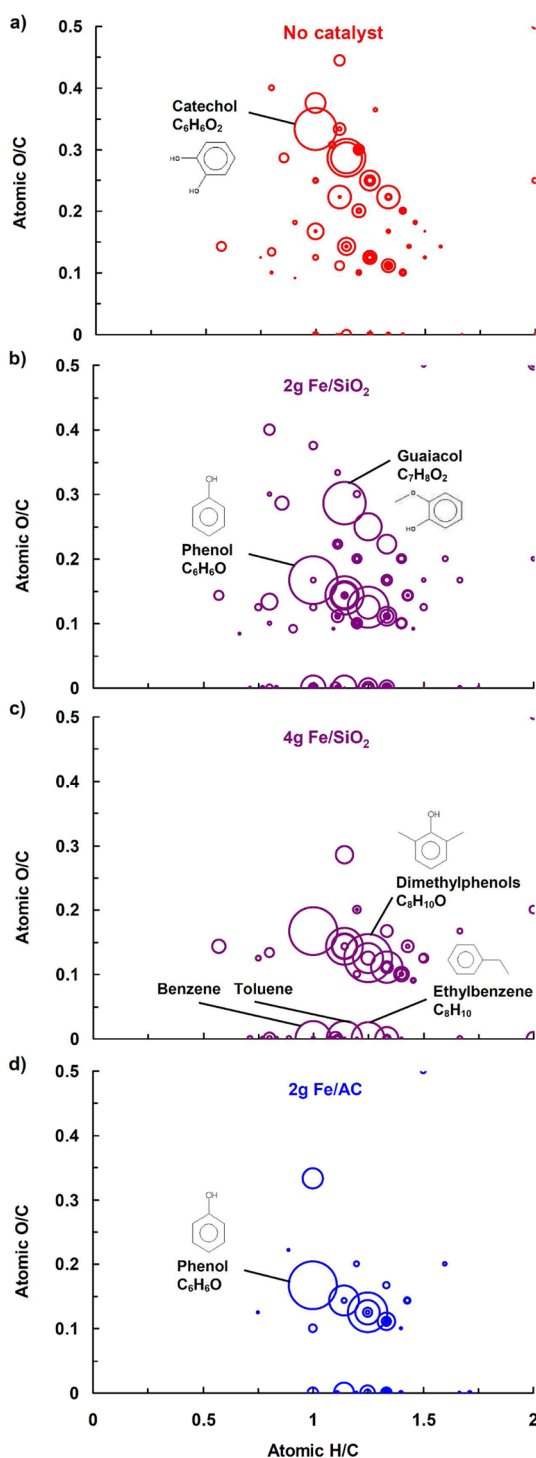 a)
No catalyst
0.5
0.4
0.3
0.2
0.1
0
Atomic O/C
Catechol
C₆H₆O₂
HO
HO
b)
2g Fe/SiO₂
0.5
0.4
0.3
0.2
0.1
0
Atomic O/C
Guaiacol
C₇H₈O₂
HO
O
OH
Phenol
C₆H₆O
c)
4g Fe/SiO₂
0.5
0.4
0.3
0.2
0.1
0
Atomic O/C
OH
Dimethylphenols
C₈H₁₀O
Benzene
Toluene
Ethylbenzene
C₈H₁₀
d)
2g Fe/AC
0.5
0.4
0.3
0.2
0.1
0
Atomic O/C
OH
Phenol
C₆H₆O
0
0.5
1
1.5
2
Atomic H/C